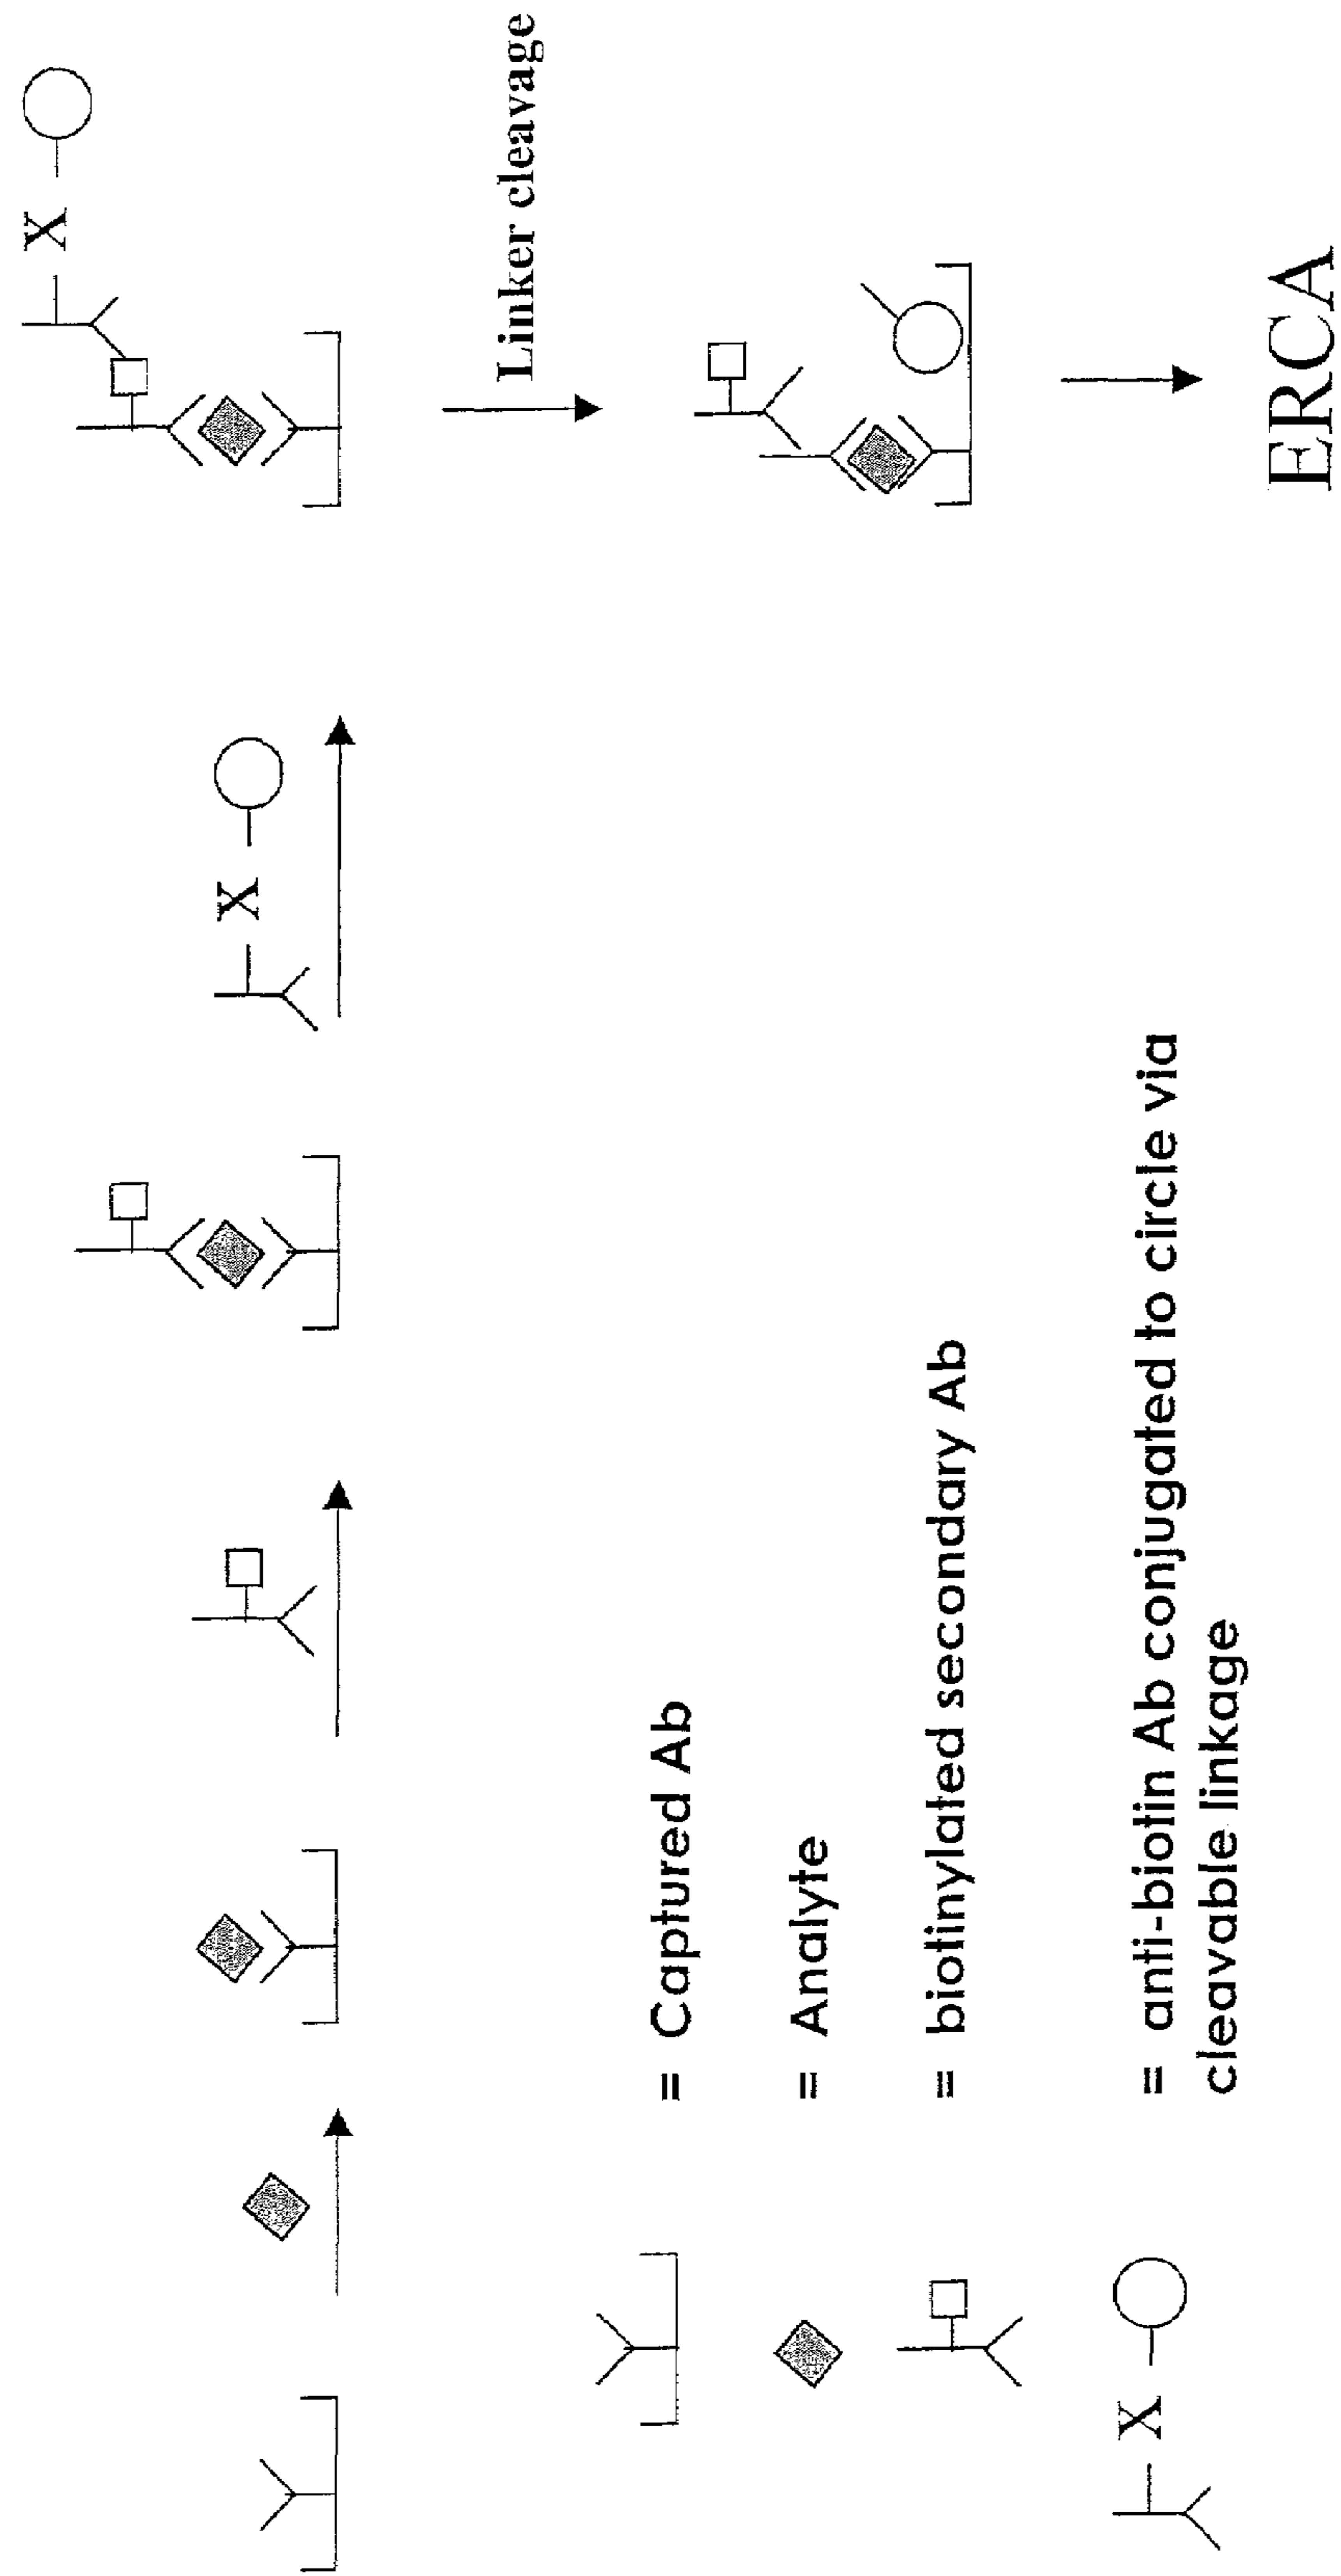 X
X
Linker cleavage
= Captured Ab
= Analyte
= biotinylated secondary Ab
X
= anti-biotin Ab conjugated to circle via
cleavable linkage
ERCA